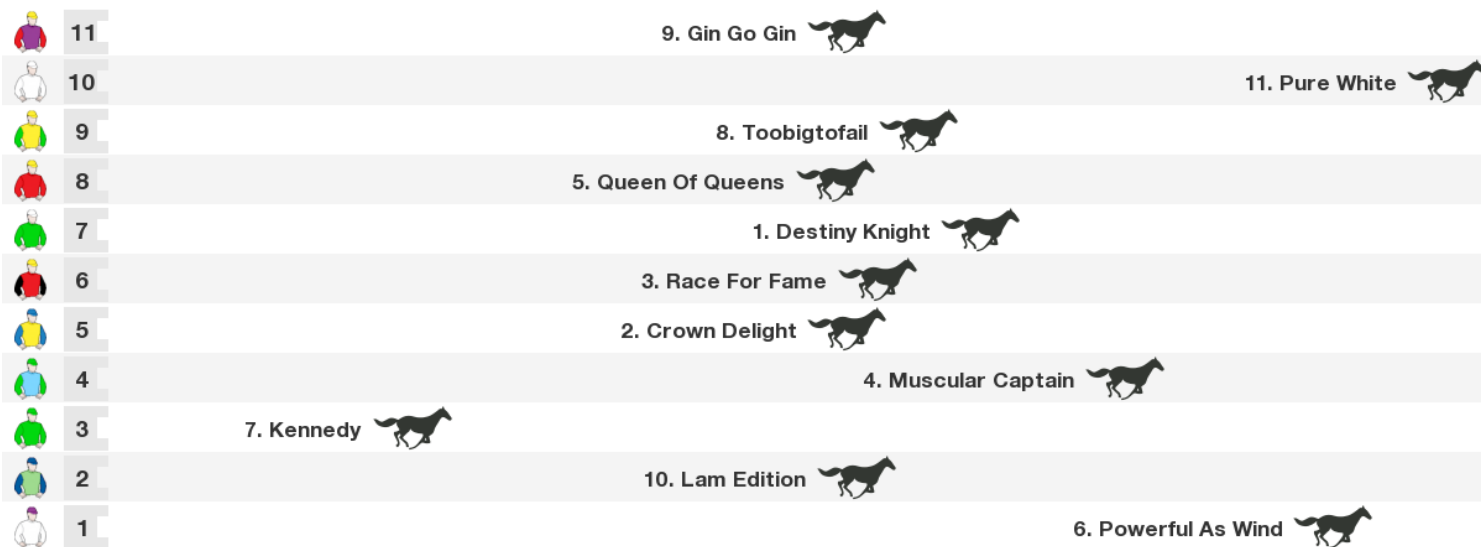 11 9. Gin Go Gin
10 11. Pure White
9 8. Toobigtofail
8 5. Queen Of Queens
7 1. Destiny Knight
6 3. Race For Fame
5 2. Crown Delight
4 4. Muscular Captain
3 7. Kennedy
2 10. Lam Edition
1 6. Powerful As Wind